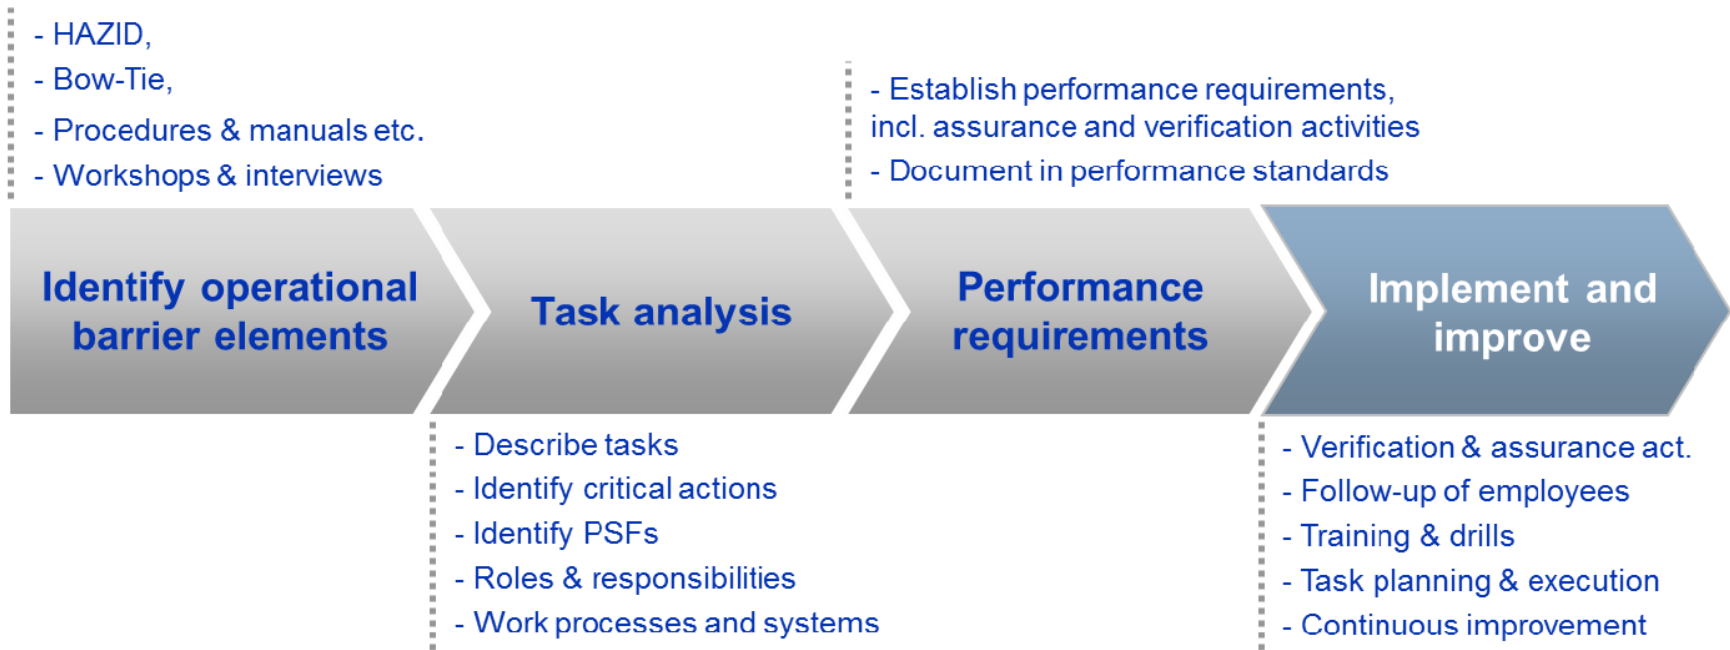 - HAZID,
- Bow-Tie,
- Procedures & manuals etc.
- Workshops & interviews
- Establish performance requirements,
incl. assurance and verification activities
- Document in performance standards
Identify operational
barrier elements
Task analysis
Performance
requirements
Implement and
improve
- Describe tasks
- Identify critical actions
- Identify PSFs
- Roles & responsibilities
- Work processes and systems
- Verification & assurance act.
- Follow-up of employees
- Training & drills
- Task planning & execution
- Continuous improvement